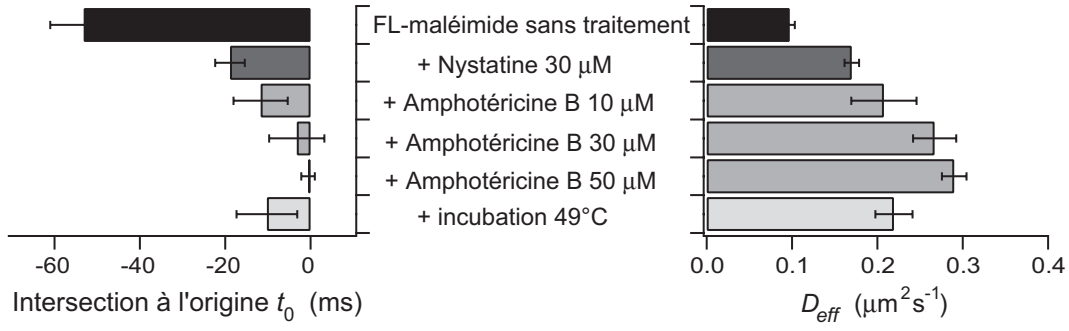 FL-maléimide sans traitement
+ Nystatine 30 μM
+ Amphotéricine B 10 μM
+ Amphotéricine B 30 μM
+ Amphotéricine B 50 μM
+ incubation 49°C
-60 -40 -20 0
Intersection à l'origine t₀ (ms)
0.0 0.1 0.2 0.3 0.4
D_eff (μm²s⁻¹)